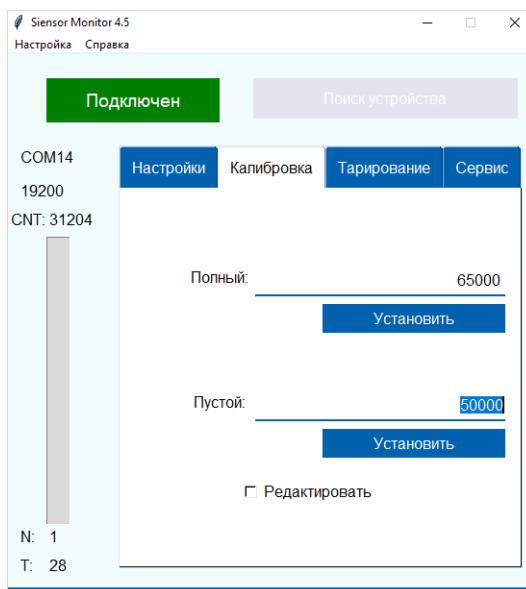 Siensor Monitor 4.5
Настройка Справка
Подключен
Поиск устройства
COM14
19200
CNT: 31204
Настройки Калибровка Тарирование Сервис
Полный: 65000
Установить
Пустой: 50000
Установить
Редактировать
N: 1
T: 28